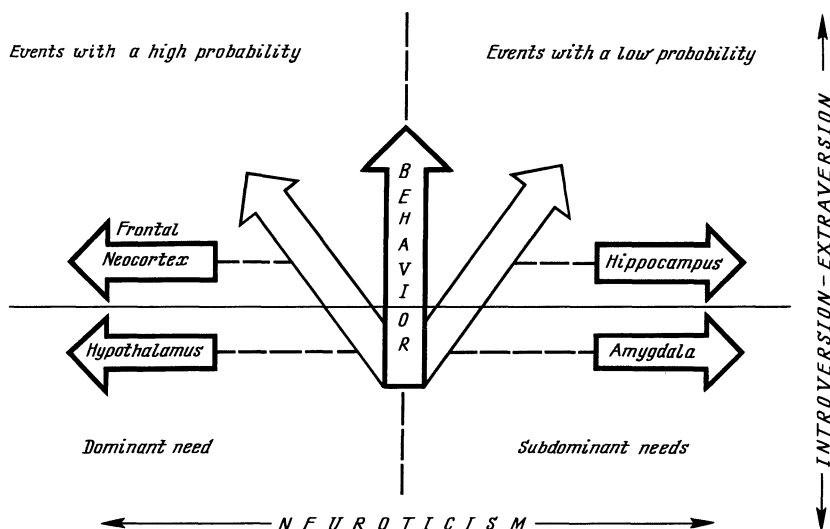 Events with a high probability
Events with a low probobility
BEHAVIOR
Frontal
Neocortex
Hippocampus
Hypothalamus
Amygdala
Dominant need
Subdominant needs
NEUROTICISM
INTROVERSION-EXTRAVERSION